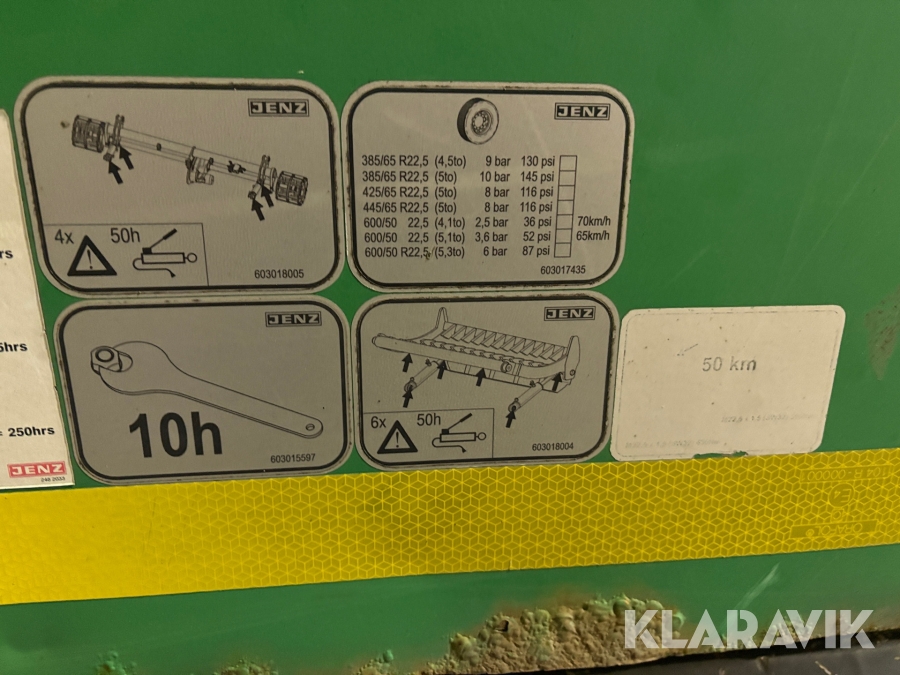 rs
5hrs
= 250hrs
JENZ
246 2033
JENZ
4x
50h
603018005
JENZ
385/65 R22,5 (4,5to) 9 bar 130 psi
385/65 R22,5 (5to) 10 bar 145 psi
425/65 R22,5 (5to) 8 bar 116 psi
445/65 R22,5 (5to) 8 bar 116 psi
600/50 22,5 (4,1to) 2,5 bar 36 psi 70km/h
600/50 22,5 (5,1to) 3,6 bar 52 psi 65km/h
600/50 R22,5 (5,3to) 6 bar 87 psi
603017435
JENZ
10h
603015597
JENZ
6x
50h
603018004
50 km
KLARAVIK